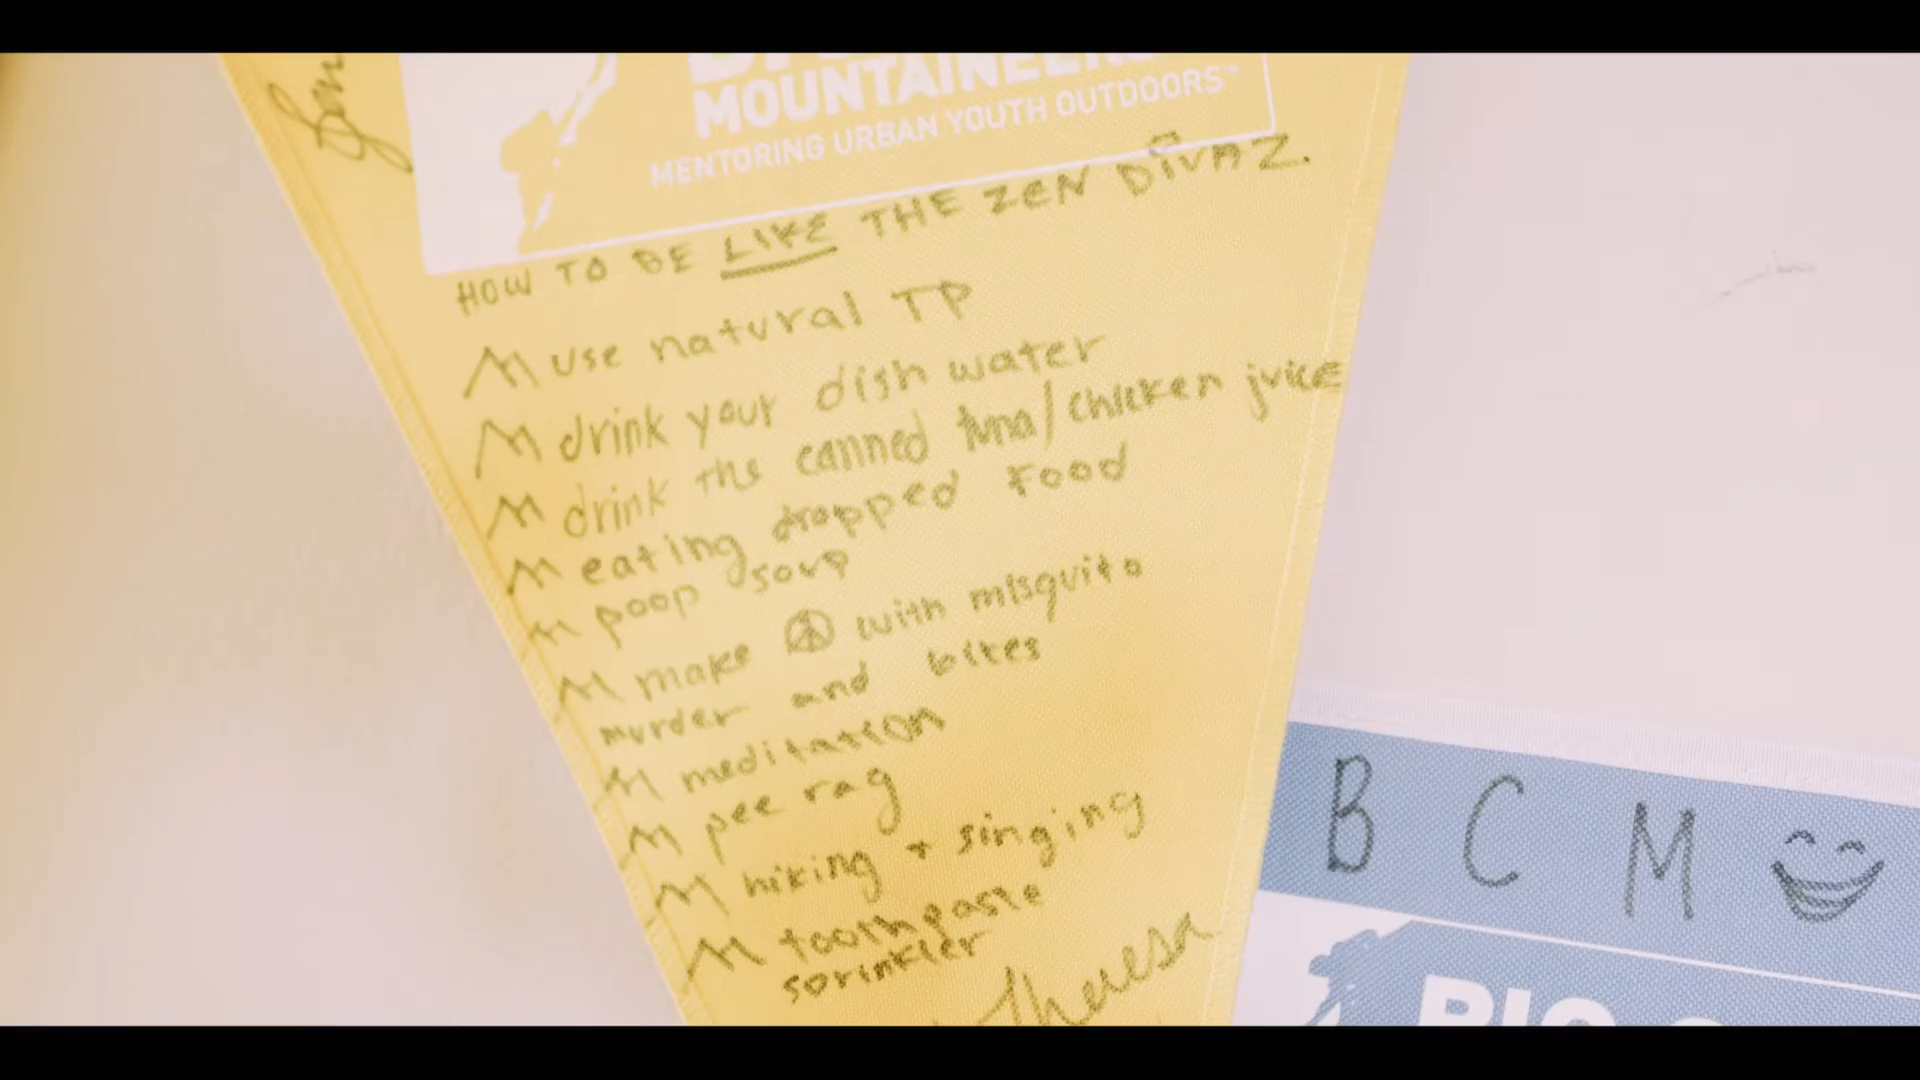 MOUNTAINEERS
MENTORING URBAN YOUTH OUTDOORS™
HOW TO BE LIKE THE ZEN DIVAZ.
use natural TP
drink your dish water
drink the canned tuna/chicken juice
eating dropped food
poop soup
make ☮ with misquito
murder and bites
meditation
pee rag
hiking + singing
toothpaste
sprinkler
Theresa
B C M
BIG